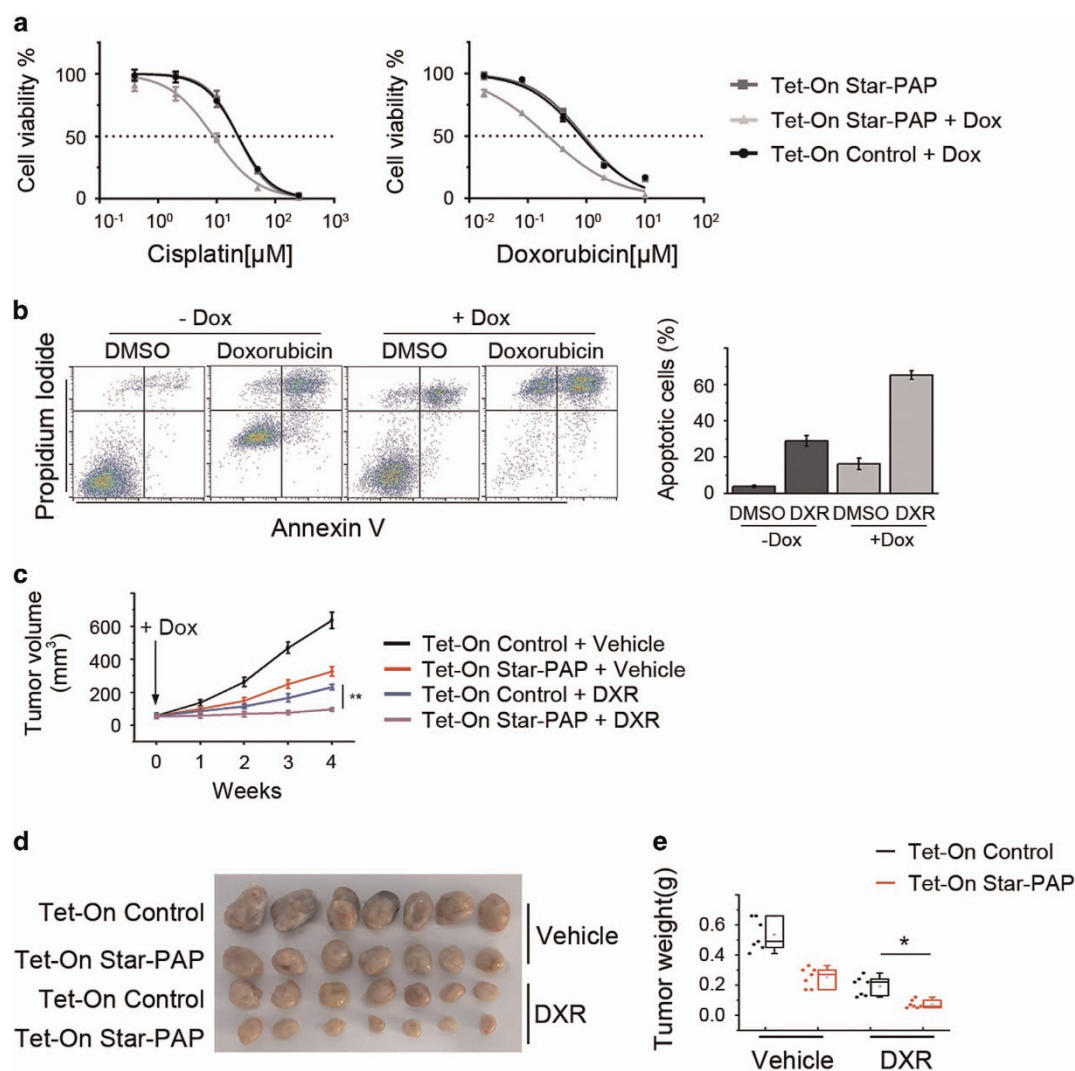 a
Cell viability %
100
50
0
10-1 100 101 102 103
Cisplatin[µM]
Cell viability %
100
50
0
10-2 10-1 100 101 102
Doxorubicin[µM]
Tet-On Star-PAP
Tet-On Star-PAP + Dox
Tet-On Control + Dox
b
- Dox
+ Dox
DMSO Doxorubicin DMSO Doxorubicin
Propidium Iodide
Annexin V
Apoptotic cells (%)
60
40
20
0
DMSO DXR DMSO DXR
-Dox +Dox
c
Tumor volume
(mm3)
600
400
200
0
+ Dox
**
0 1 2 3 4
Weeks
Tet-On Control + Vehicle
Tet-On Star-PAP + Vehicle
Tet-On Control + DXR
Tet-On Star-PAP + DXR
d
Tet-On Control
Tet-On Star-PAP
Tet-On Control
Tet-On Star-PAP
Vehicle
DXR
e
Tet-On Control
Tet-On Star-PAP
Tumor weight(g)
0.6
0.4
0.2
0.0
*
Vehicle DXR